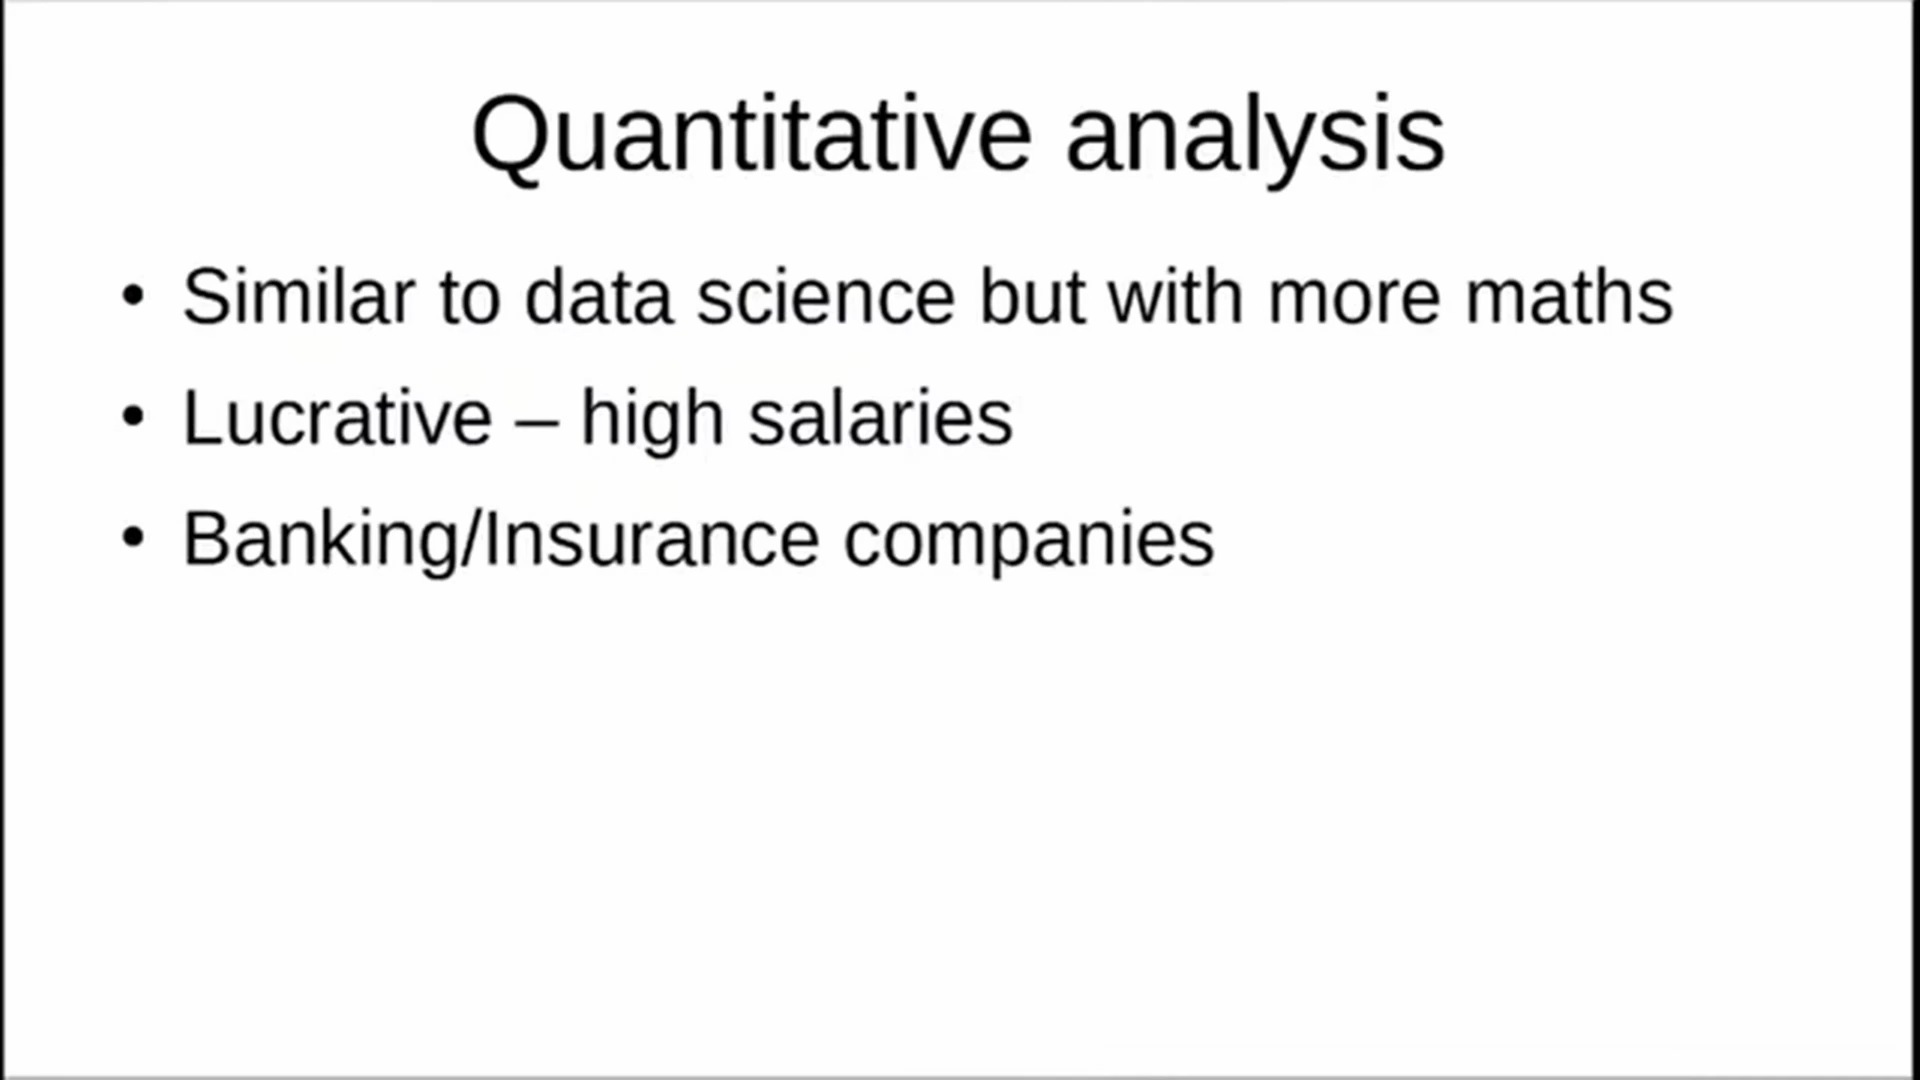 Quantitative analysis
• Similar to data science but with more maths
• Lucrative – high salaries
• Banking/Insurance companies